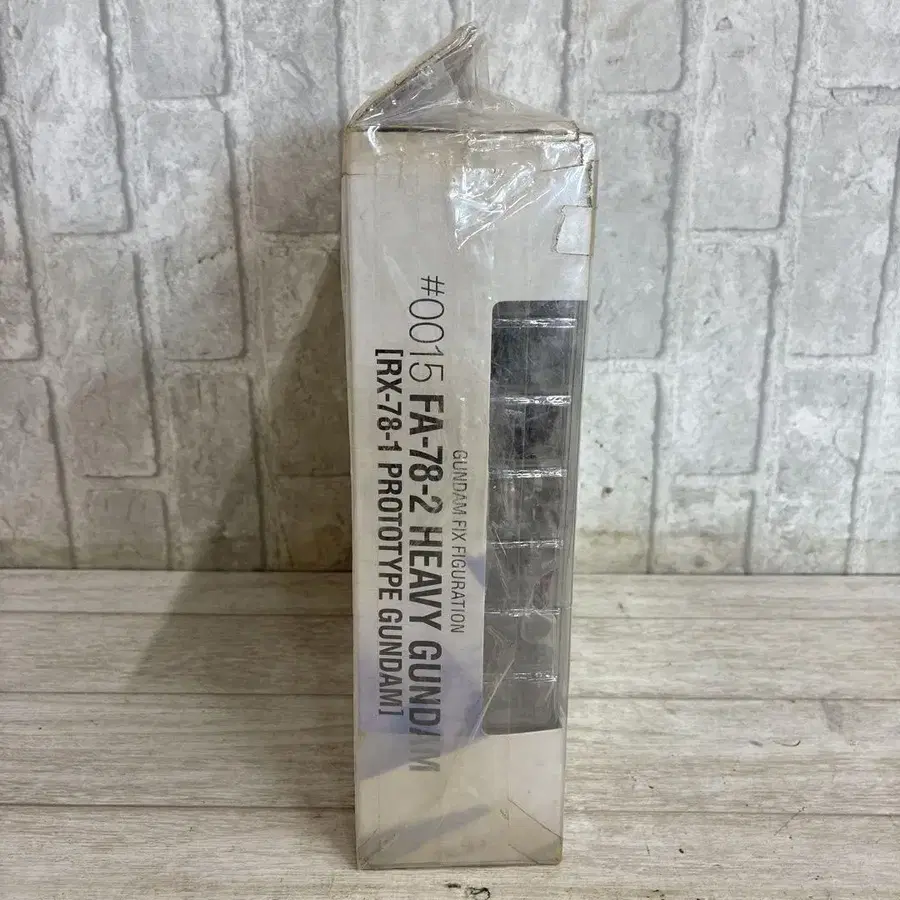 GUNDAM FIX FIGURATION
#0015 FA-78-2 HEAVY GUNDAM
[RX-78-1 PROTOTYPE GUNDAM]